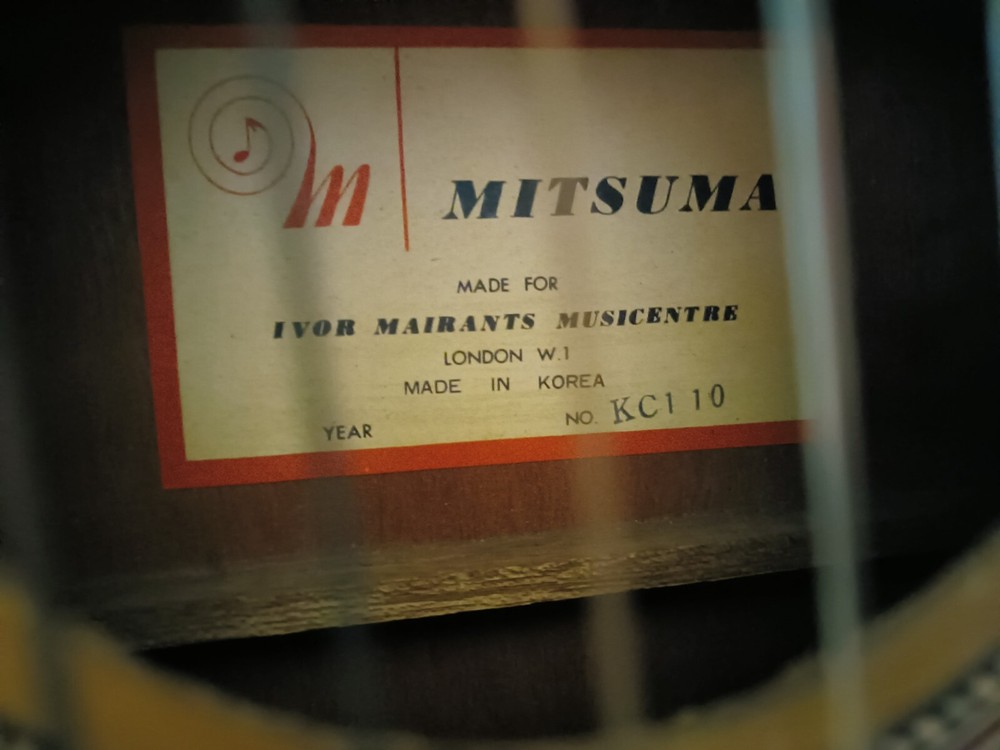 m
MITSUMA
MADE FOR
IVOR MAIRANTS MUSICENTRE
LONDON W.1
MADE IN KOREA
YEAR NO. KC110